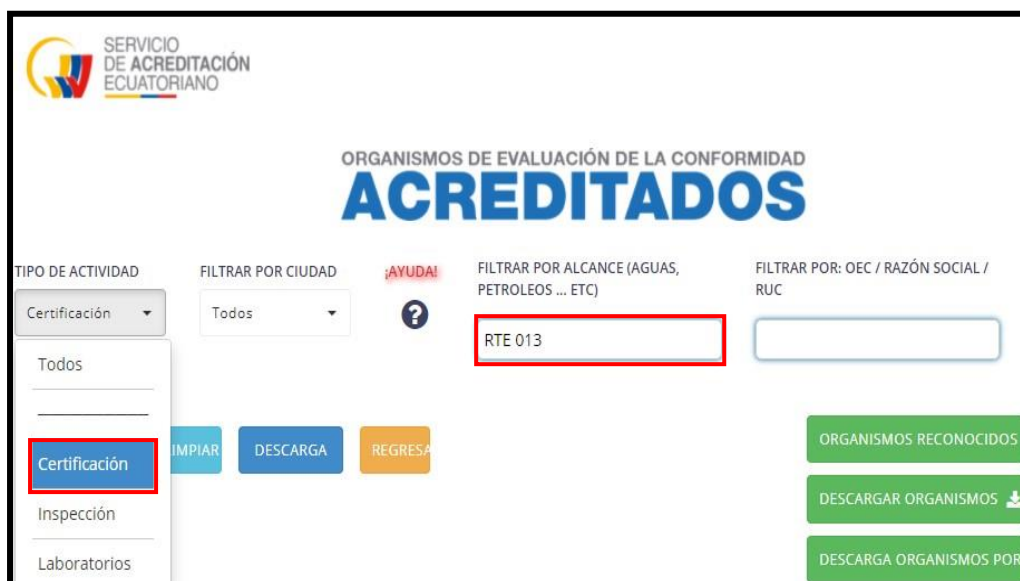 SERVICIO
DE ACREDITACIÓN
ECUATORIANO
ORGANISMOS DE EVALUACIÓN DE LA CONFORMIDAD
ACREDITADOS
TIPO DE ACTIVIDAD
FILTRAR POR CIUDAD
¡AYUDA!
FILTRAR POR ALCANCE (AGUAS,
PETROLEOS ... ETC)
FILTRAR POR: OEC / RAZÓN SOCIAL /
RUC
Certificación
Todos
?
RTE 013
Todos
Certificación
Inspección
Laboratorios
IMPIAR
DESCARGA
REGRESA
ORGANISMOS RECONOCIDOS
DESCARGAR ORGANISMOS
DESCARGA ORGANISMOS POR